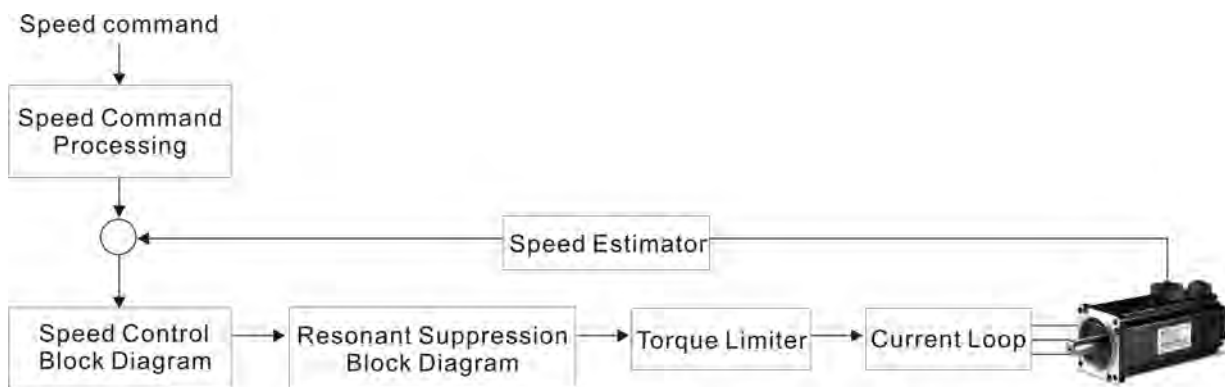 Speed command
Speed Command
Processing
Speed Estimator
Speed Control
Block Diagram
Resonant Suppression
Block Diagram
Torque Limiter
Current Loop